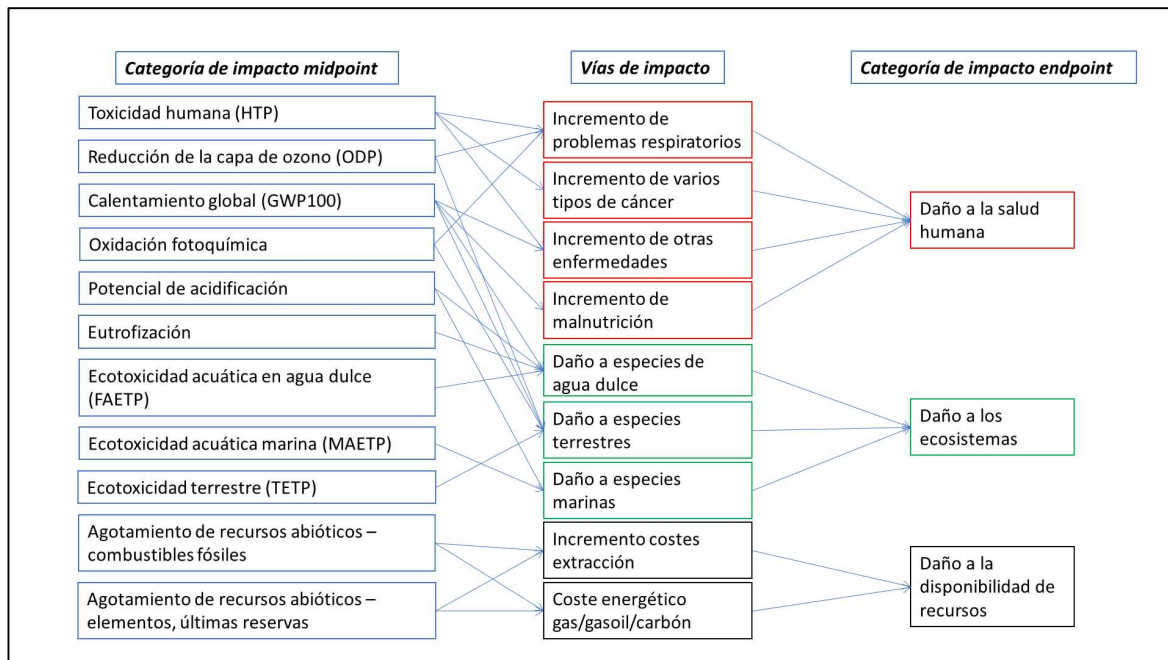 Categoría de impacto midpoint
Toxicidad humana (HTP)
Reducción de la capa de ozono (ODP)
Calentamiento global (GWP100)
Oxidación fotoquímica
Potencial de acidificación
Eutrofización
Ecotoxicidad acuática en agua dulce
(FAETP)
Ecotoxicidad acuática marina (MAETP)
Ecotoxicidad terrestre (TETP)
Agotamiento de recursos abióticos –
combustibles fósiles
Agotamiento de recursos abióticos –
elementos, últimas reservas
Vías de impacto
Incremento de
problemas respiratorios
Incremento de varios
tipos de cáncer
Incremento de otras
enfermedades
Incremento de
malnutrición
Daño a especies de
agua dulce
Daño a especies
terrestres
Daño a especies
marinas
Incremento costes
extracción
Coste energético
gas/gasoil/carbón
Categoría de impacto endpoint
Daño a la salud
humana
Daño a los
ecosistemas
Daño a la
disponibilidad de
recursos